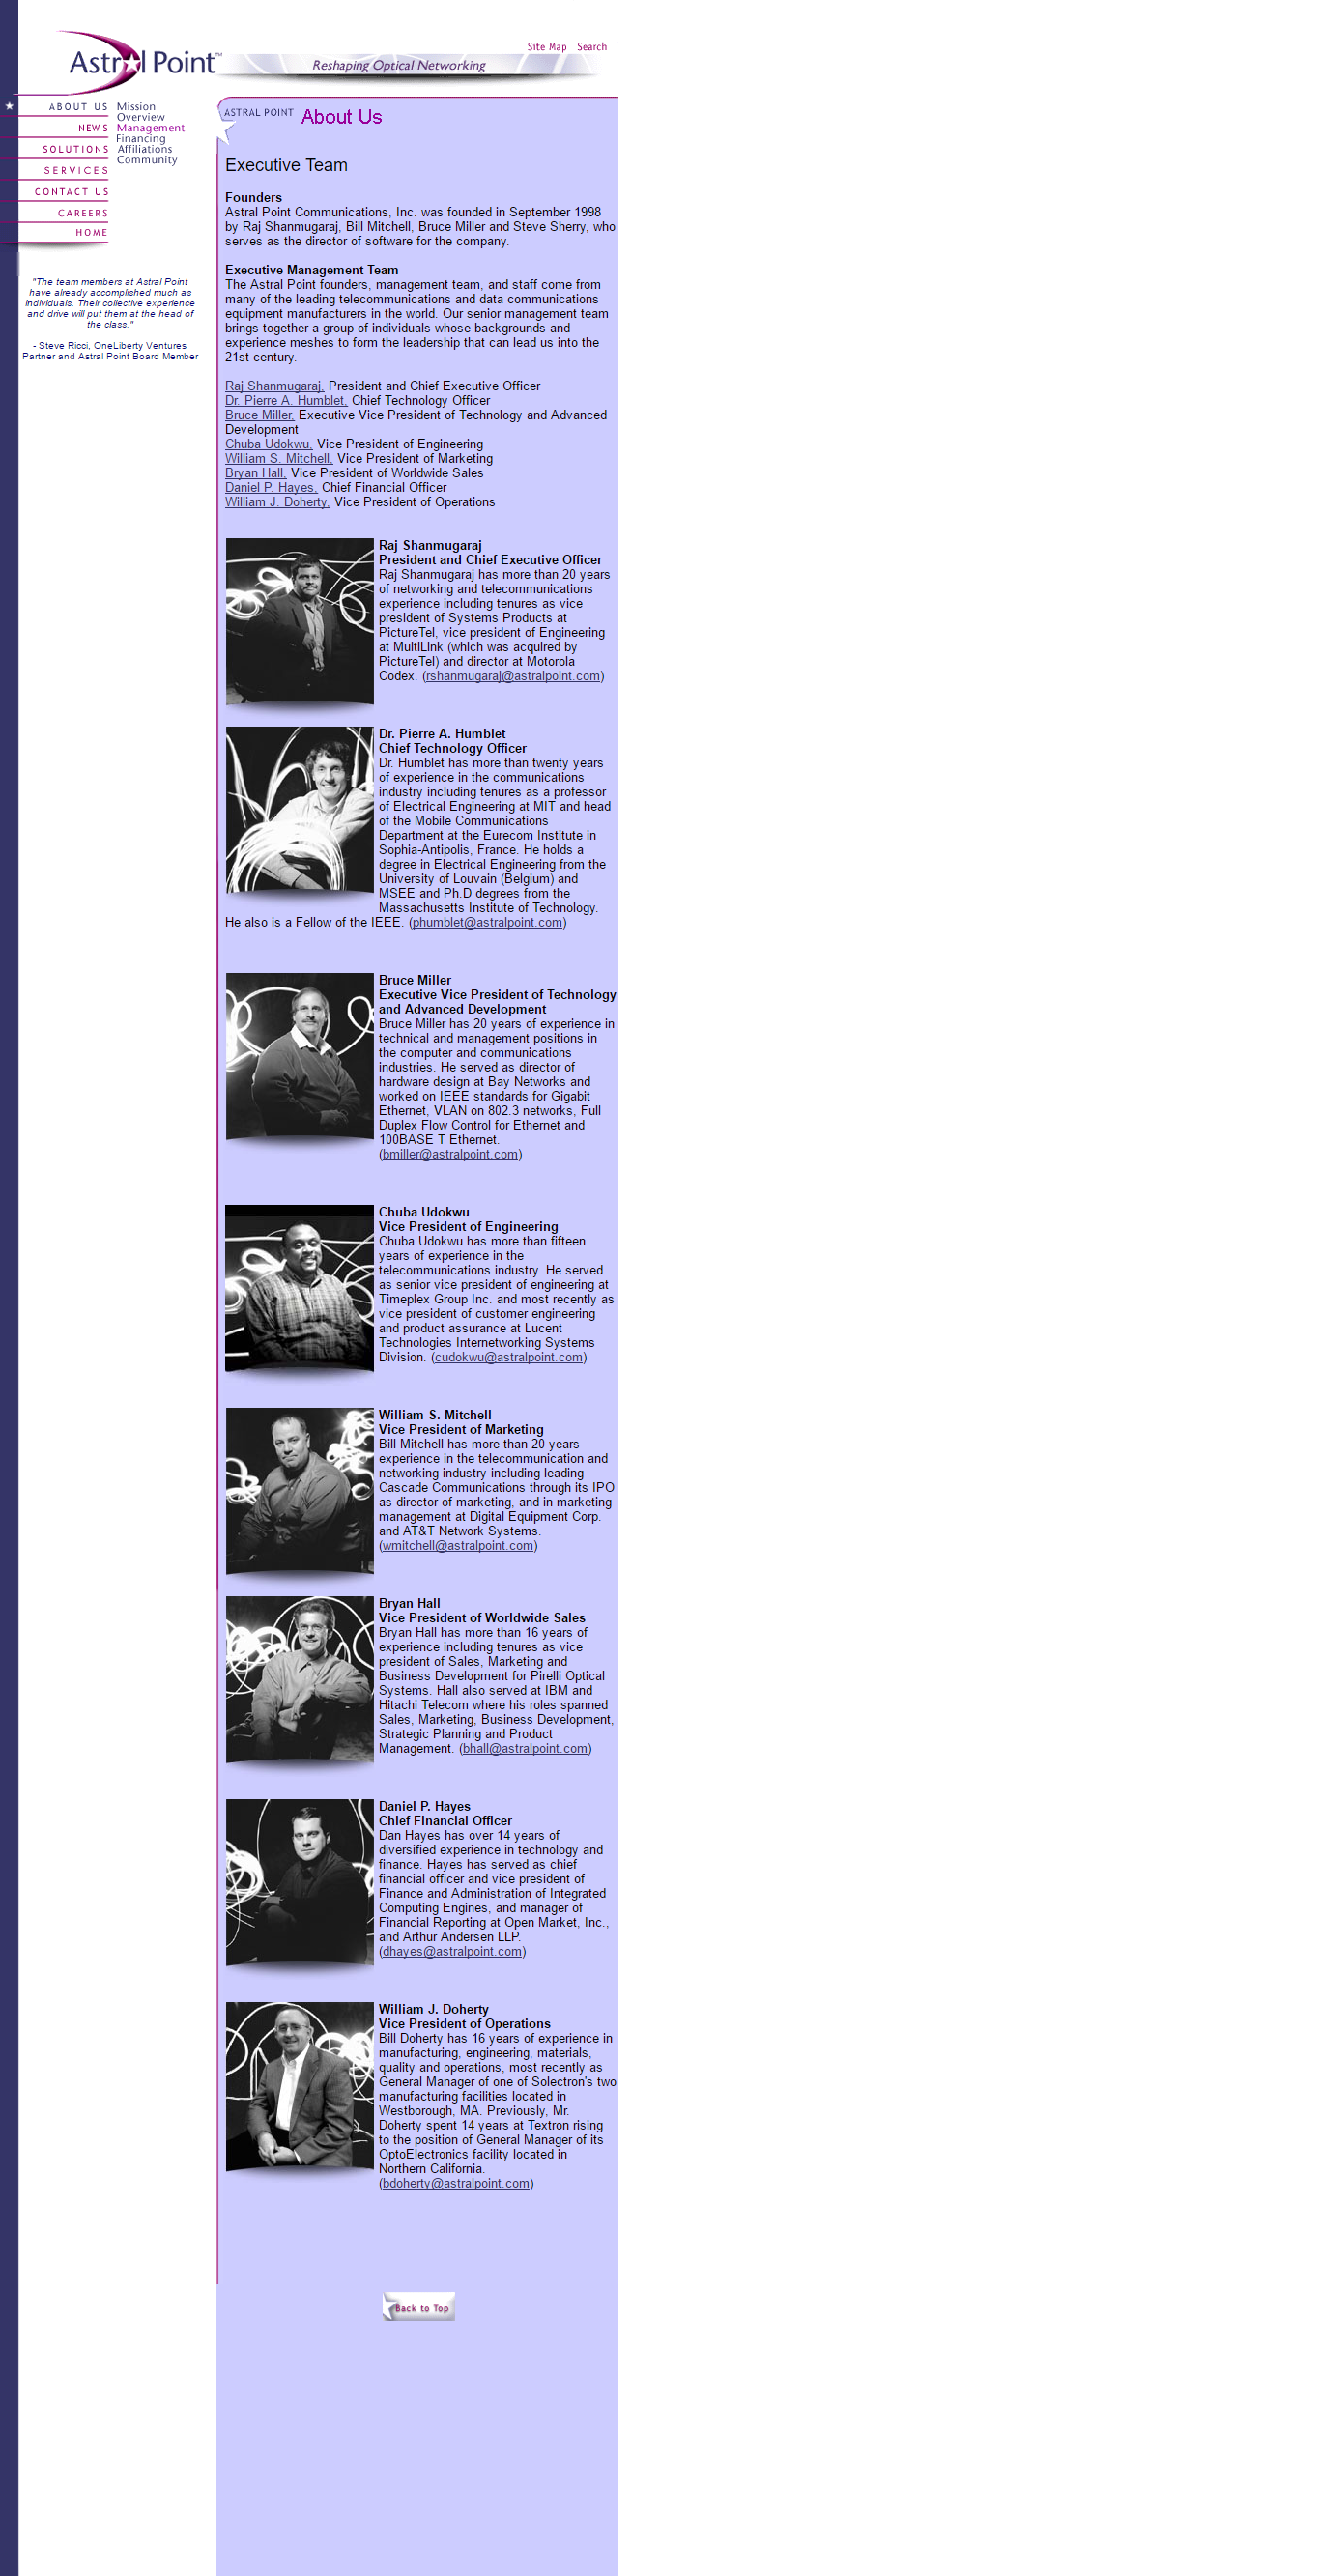 Astral Point™
Site Map Search
Reshaping Optical Networking
ABOUT US
NEWS
SOLUTIONS
SERVICES
CONTACT US
CAREERS
HOME
Mission
Overview
Management
Financing
Affiliations
Community
"The team members at Astral Point
have already accomplished much as
individuals. Their collective experience
and drive will put them at the head of
the class."
- Steve Ricci, OneLiberty Ventures
Partner and Astral Point Board Member
ASTRAL POINT About Us
Executive Team
Founders
Astral Point Communications, Inc. was founded in September 1998
by Raj Shanmugaraj, Bill Mitchell, Bruce Miller and Steve Sherry, who
serves as the director of software for the company.
Executive Management Team
The Astral Point founders, management team, and staff come from
many of the leading telecommunications and data communications
equipment manufacturers in the world. Our senior management team
brings together a group of individuals whose backgrounds and
experience meshes to form the leadership that can lead us into the
21st century.
Raj Shanmugaraj, President and Chief Executive Officer
Dr. Pierre A. Humblet, Chief Technology Officer
Bruce Miller, Executive Vice President of Technology and Advanced
Development
Chuba Udokwu, Vice President of Engineering
William S. Mitchell, Vice President of Marketing
Bryan Hall, Vice President of Worldwide Sales
Daniel P. Hayes, Chief Financial Officer
William J. Doherty, Vice President of Operations
Raj Shanmugaraj
President and Chief Executive Officer
Raj Shanmugaraj has more than 20 years
of networking and telecommunications
experience including tenures as vice
president of Systems Products at
PictureTel, vice president of Engineering
at MultiLink (which was acquired by
PictureTel) and director at Motorola
Codex. (rshanmugaraj@astralpoint.com)
Dr. Pierre A. Humblet
Chief Technology Officer
Dr. Humblet has more than twenty years
of experience in the communications
industry including tenures as a professor
of Electrical Engineering at MIT and head
of the Mobile Communications
Department at the Eurecom Institute in
Sophia-Antipolis, France. He holds a
degree in Electrical Engineering from the
University of Louvain (Belgium) and
MSEE and Ph.D degrees from the
Massachusetts Institute of Technology.
He also is a Fellow of the IEEE. (phumblet@astralpoint.com)
Bruce Miller
Executive Vice President of Technology
and Advanced Development
Bruce Miller has 20 years of experience in
technical and management positions in
the computer and communications
industries. He served as director of
hardware design at Bay Networks and
worked on IEEE standards for Gigabit
Ethernet, VLAN on 802.3 networks, Full
Duplex Flow Control for Ethernet and
100BASE T Ethernet.
(bmiller@astralpoint.com)
Chuba Udokwu
Vice President of Engineering
Chuba Udokwu has more than fifteen
years of experience in the
telecommunications industry. He served
as senior vice president of engineering at
Timeplex Group Inc. and most recently as
vice president of customer engineering
and product assurance at Lucent
Technologies Internetworking Systems
Division. (cudokwu@astralpoint.com)
William S. Mitchell
Vice President of Marketing
Bill Mitchell has more than 20 years
experience in the telecommunication and
networking industry including leading
Cascade Communications through its IPO
as director of marketing, and in marketing
management at Digital Equipment Corp.
and AT&T Network Systems.
(wmitchell@astralpoint.com)
Bryan Hall
Vice President of Worldwide Sales
Bryan Hall has more than 16 years of
experience including tenures as vice
president of Sales, Marketing and
Business Development for Pirelli Optical
Systems. Hall also served at IBM and
Hitachi Telecom where his roles spanned
Sales, Marketing, Business Development,
Strategic Planning and Product
Management. (bhall@astralpoint.com)
Daniel P. Hayes
Chief Financial Officer
Dan Hayes has over 14 years of
diversified experience in technology and
finance. Hayes has served as chief
financial officer and vice president of
Finance and Administration of Integrated
Computing Engines, and manager of
Financial Reporting at Open Market, Inc.,
and Arthur Andersen LLP.
(dhayes@astralpoint.com)
William J. Doherty
Vice President of Operations
Bill Doherty has 16 years of experience in
manufacturing, engineering, materials,
quality and operations, most recently as
General Manager of one of Solectron's two
manufacturing facilities located in
Westborough, MA. Previously, Mr.
Doherty spent 14 years at Textron rising
to the position of General Manager of its
OptoElectronics facility located in
Northern California.
(bdoherty@astralpoint.com)
Back to Top